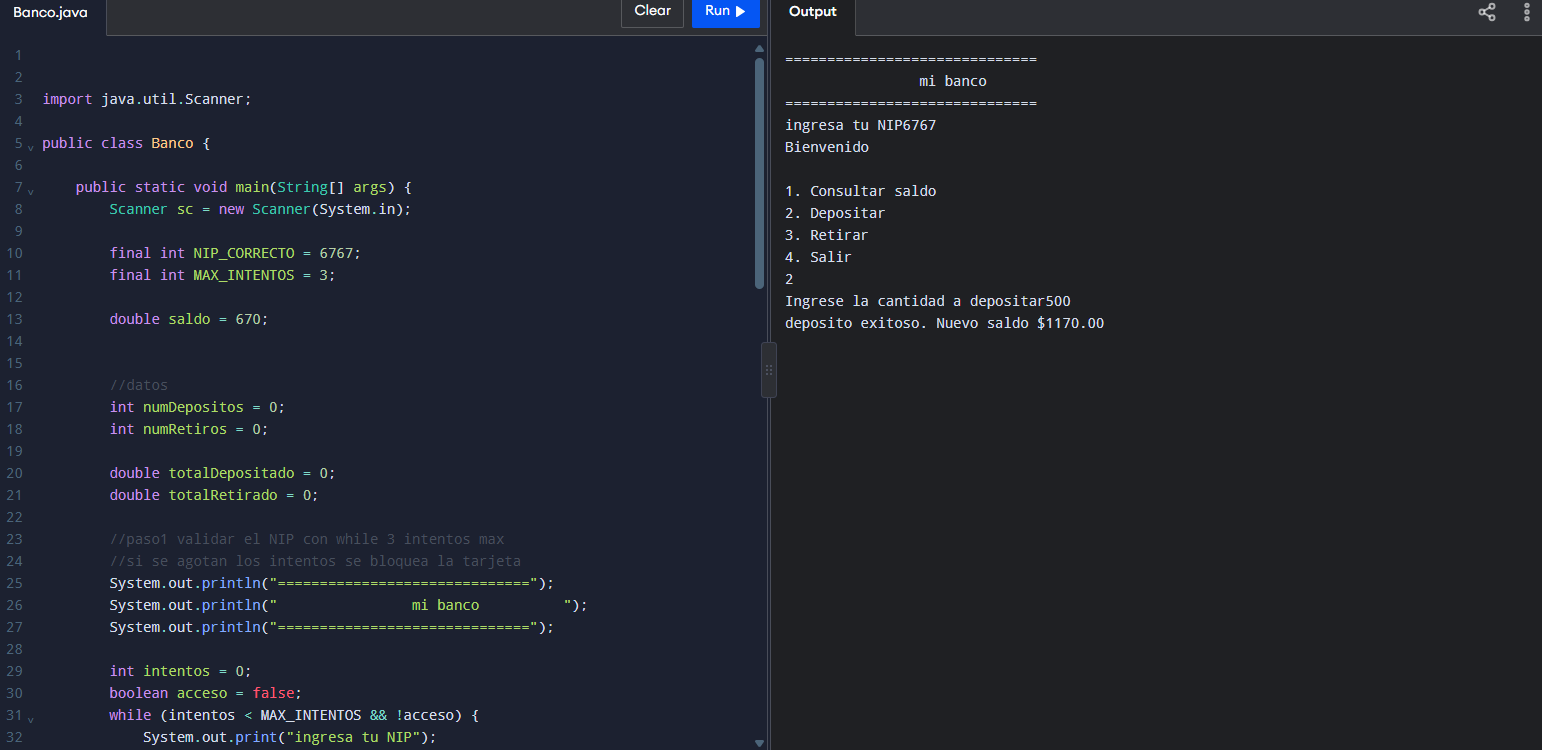 Banco.java
Clear
Run
Output
1
2
3 import java.util.Scanner;
4
5 public class Banco {
6
7     public static void main(String[] args) {
8         Scanner sc = new Scanner(System.in);
9
10         final int NIP_CORRECTO = 6767;
11         final int MAX_INTENTOS = 3;
12
13         double saldo = 670;
14
15
16         //datos
17         int numDepositos = 0;
18         int numRetiros = 0;
19
20         double totalDepositado = 0;
21         double totalRetirado = 0;
22
23         //paso1 validar el NIP con while 3 intentos max
24         //si se agotan los intentos se bloquea la tarjeta
25         System.out.println("==============================");
26         System.out.println("                mi banco          ");
27         System.out.println("==============================");
28
29         int intentos = 0;
30         boolean acceso = false;
31         while (intentos < MAX_INTENTOS && !acceso) {
32             System.out.print("ingresa tu NIP");
==============================
                mi banco
==============================
ingresa tu NIP6767
Bienvenido

1. Consultar saldo
2. Depositar
3. Retirar
4. Salir
2
Ingrese la cantidad a depositar500
deposito exitoso. Nuevo saldo $1170.00